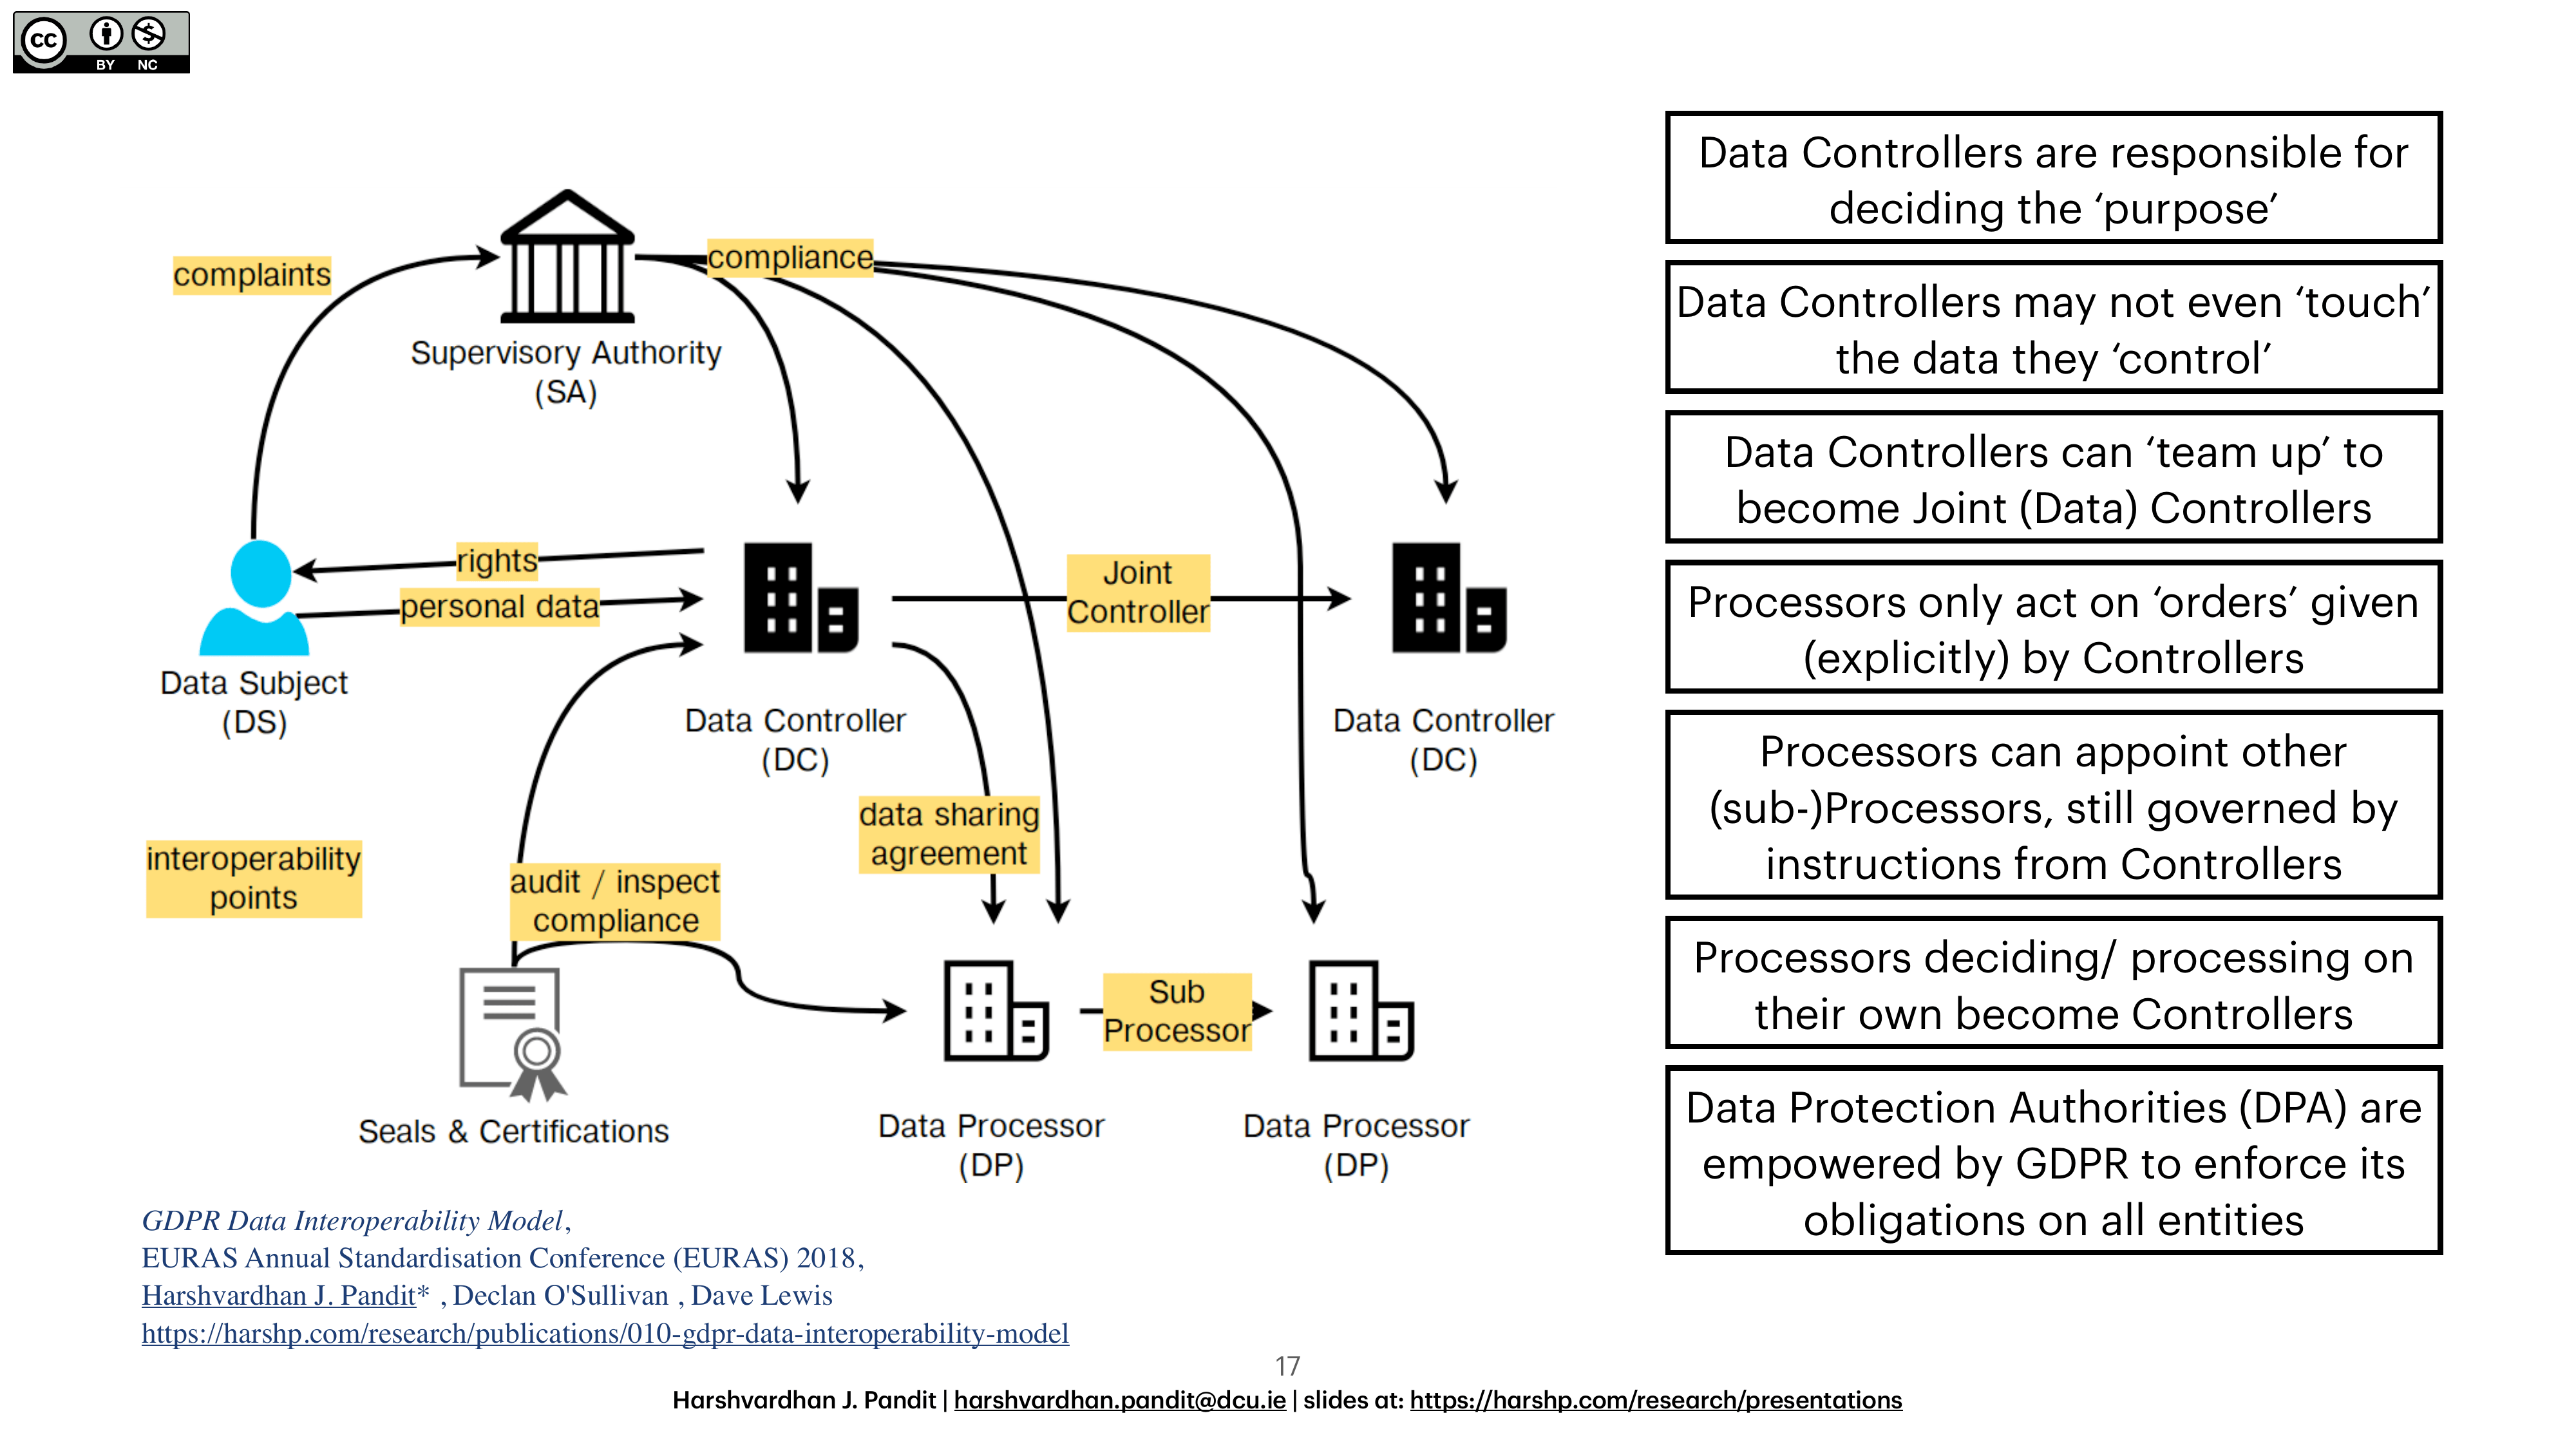 cc
BY NC
complaints
compliance
Supervisory Authority
(SA)
rights
personal data
Joint
Controller
Data Subject
(DS)
Data Controller
(DC)
Data Controller
(DC)
data sharing
agreement
interoperability
points
audit / inspect
compliance
Sub
Processor
Seals & Certifications
Data Processor
(DP)
Data Processor
(DP)
Data Controllers are responsible for
deciding the ‘purpose’
Data Controllers may not even ‘touch’
the data they ‘control’
Data Controllers can ‘team up’ to
become Joint (Data) Controllers
Processors only act on ‘orders’ given
(explicitly) by Controllers
Processors can appoint other
(sub-)Processors, still governed by
instructions from Controllers
Processors deciding/ processing on
their own become Controllers
Data Protection Authorities (DPA) are
empowered by GDPR to enforce its
obligations on all entities
GDPR Data Interoperability Model,
EURAS Annual Standardisation Conference (EURAS) 2018,
Harshvardhan J. Pandit* , Declan O'Sullivan , Dave Lewis
https://harshp.com/research/publications/010-gdpr-data-interoperability-model
17
Harshvardhan J. Pandit | harshvardhan.pandit@dcu.ie | slides at: https://harshp.com/research/presentations